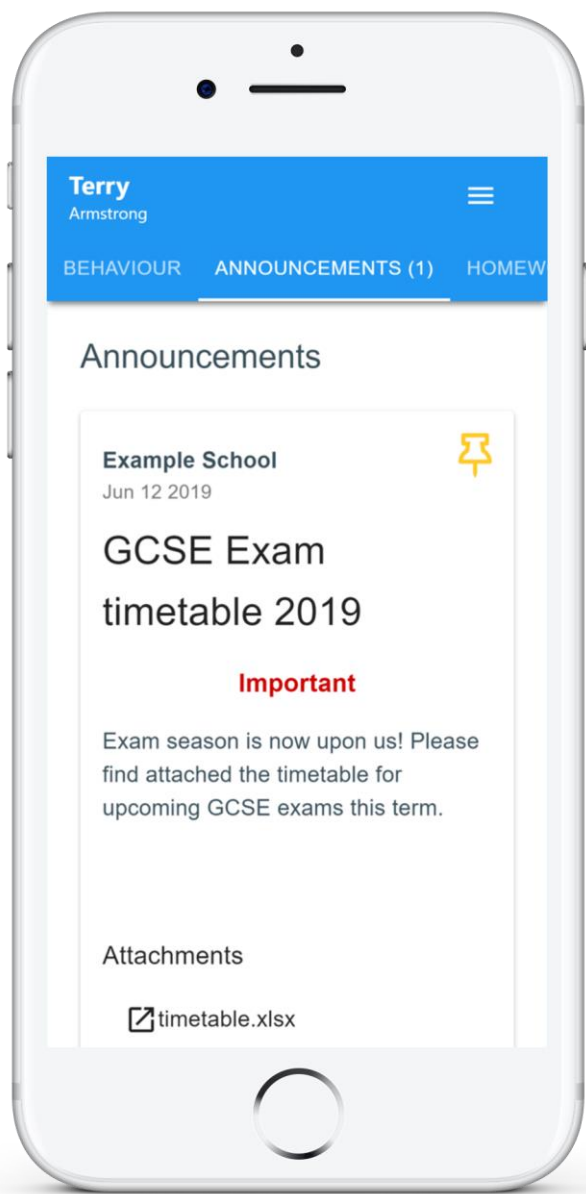 Terry
Armstrong
BEHAVIOUR ANNOUNCEMENTS (1) HOMEW
Announcements
Example School
Jun 12 2019
GCSE Exam
timetable 2019
Important
Exam season is now upon us! Please
find attached the timetable for
upcoming GCSE exams this term.
Attachments
timetable.xlsx